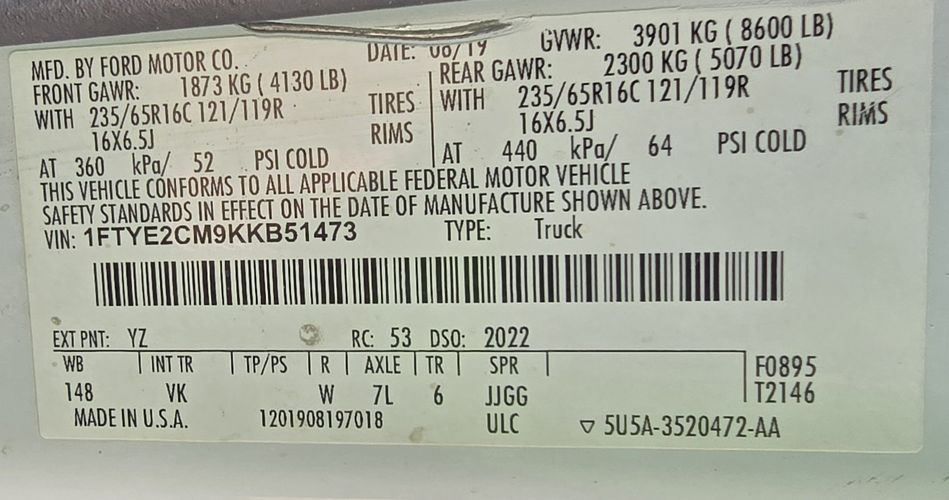 MFD. BY FORD MOTOR CO. DATE: 08/19 GVWR: 3901 KG ( 8600 LB)
FRONT GAWR: 1873 KG ( 4130 LB) REAR GAWR: 2300 KG ( 5070 LB)
WITH 235/65R16C 121/119R TIRES WITH 235/65R16C 121/119R TIRES
16X6.5J RIMS 16X6.5J RIMS
AT 360 kPa/ 52 PSI COLD AT 440 kPa/ 64 PSI COLD
THIS VEHICLE CONFORMS TO ALL APPLICABLE FEDERAL MOTOR VEHICLE
SAFETY STANDARDS IN EFFECT ON THE DATE OF MANUFACTURE SHOWN ABOVE.
VIN: 1FTYE2CM9KKB51473 TYPE: Truck
EXT PNT: YZ RC: 53 DSO: 2022
WB INT TR TP/PS R AXLE TR SPR F0895
148 VK W 7L 6 JJGG T2146
MADE IN U.S.A. 1201908197018 ULC ▽ 5U5A-3520472-AA